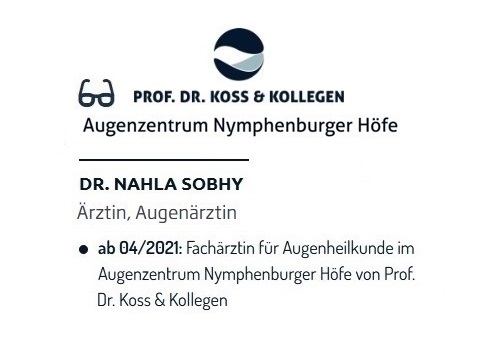 PROF. DR. KOSS & KOLLEGEN
Augenzentrum Nymphenburger Höfe
DR. NAHLA SOBHY
Ärztin, Augenärztin
• ab 04/2021: Fachärztin für Augenheilkunde im
Augenzentrum Nymphenburger Höfe von Prof.
Dr. Koss & Kollegen